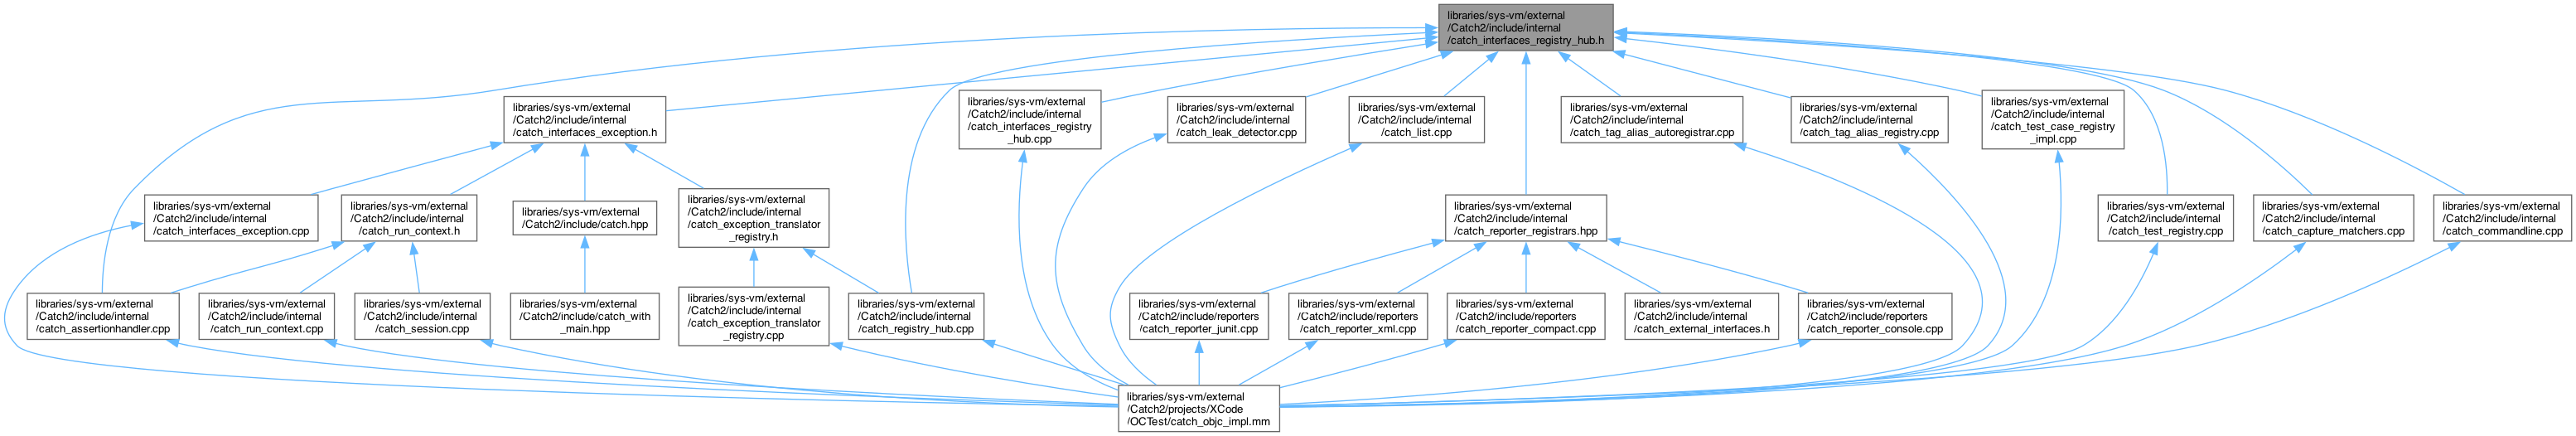 libraries/sys-vm/external
/Catch2/include/internal
/catch_interfaces_registry_hub.h
libraries/sys-vm/external
/Catch2/include/internal
/catch_interfaces_exception.h
libraries/sys-vm/external
/Catch2/include/internal
/catch_interfaces_registry
_hub.cpp
libraries/sys-vm/external
/Catch2/include/internal
/catch_leak_detector.cpp
libraries/sys-vm/external
/Catch2/include/internal
/catch_list.cpp
libraries/sys-vm/external
/Catch2/include/internal
/catch_tag_alias_autoregistrar.cpp
libraries/sys-vm/external
/Catch2/include/internal
/catch_tag_alias_registry.cpp
libraries/sys-vm/external
/Catch2/include/internal
/catch_test_case_registry
_impl.cpp
libraries/sys-vm/external
/Catch2/include/internal
/catch_interfaces_exception.cpp
libraries/sys-vm/external
/Catch2/include/internal
/catch_run_context.h
libraries/sys-vm/external
/Catch2/include/catch.hpp
libraries/sys-vm/external
/Catch2/include/internal
/catch_exception_translator
_registry.h
libraries/sys-vm/external
/Catch2/include/internal
/catch_reporter_registrars.hpp
libraries/sys-vm/external
/Catch2/include/internal
/catch_test_registry.cpp
libraries/sys-vm/external
/Catch2/include/internal
/catch_capture_matchers.cpp
libraries/sys-vm/external
/Catch2/include/internal
/catch_commandline.cpp
libraries/sys-vm/external
/Catch2/include/internal
/catch_assertionhandler.cpp
libraries/sys-vm/external
/Catch2/include/internal
/catch_run_context.cpp
libraries/sys-vm/external
/Catch2/include/internal
/catch_session.cpp
libraries/sys-vm/external
/Catch2/include/catch_with
_main.hpp
libraries/sys-vm/external
/Catch2/include/internal
/catch_exception_translator
_registry.cpp
libraries/sys-vm/external
/Catch2/include/internal
/catch_registry_hub.cpp
libraries/sys-vm/external
/Catch2/include/reporters
/catch_reporter_junit.cpp
libraries/sys-vm/external
/Catch2/include/reporters
/catch_reporter_xml.cpp
libraries/sys-vm/external
/Catch2/include/reporters
/catch_reporter_compact.cpp
libraries/sys-vm/external
/Catch2/include/internal
/catch_external_interfaces.h
libraries/sys-vm/external
/Catch2/include/reporters
/catch_reporter_console.cpp
libraries/sys-vm/external
/Catch2/projects/XCode
/OCTest/catch_objc_impl.mm